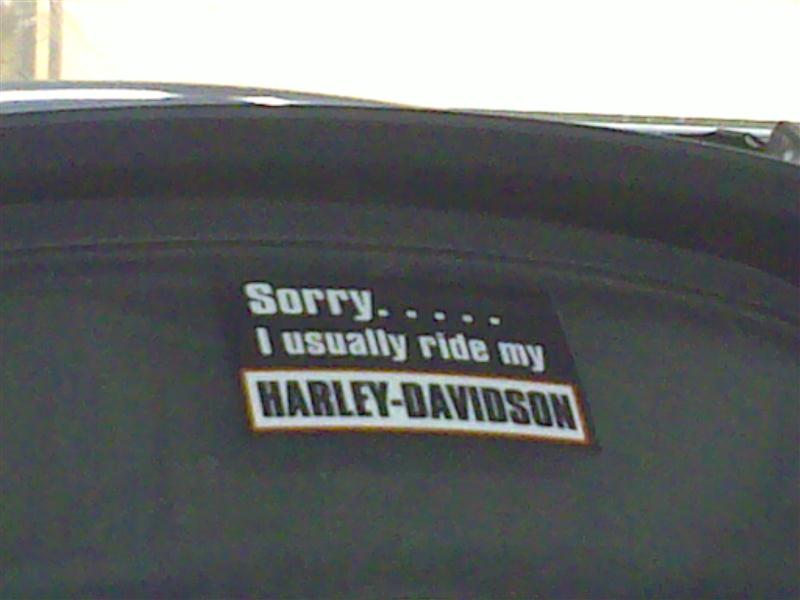 Sorry. . . . .
I usually ride my
HARLEY-DAVIDSON